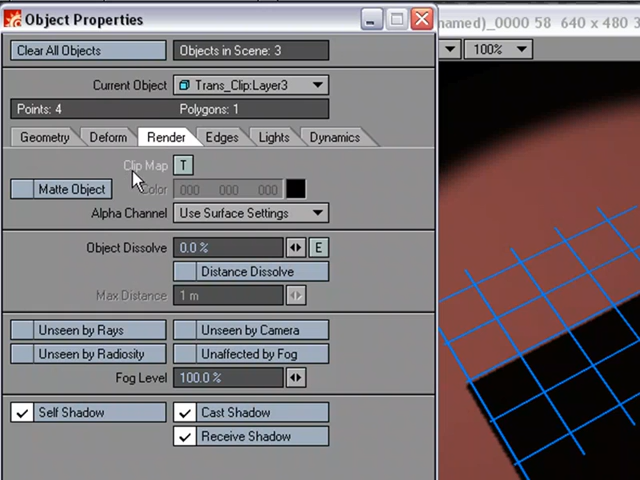 Object Properties
named)_0000 58 640 x 480 3
Clear All Objects
Objects in Scene: 3
100%
Current Object
Trans_Clip:Layer3
Points: 4
Polygons: 1
Geometry
Deform
Render
Edges
Lights
Dynamics
Clip Map
T
Matte Object
Color
000 000 000
Alpha Channel
Use Surface Settings
Object Dissolve
0.0 %
E
Distance Dissolve
Max Distance
1 m
Unseen by Rays
Unseen by Camera
Unseen by Radiosity
Unaffected by Fog
Fog Level
100.0 %
Self Shadow
Cast Shadow
Receive Shadow